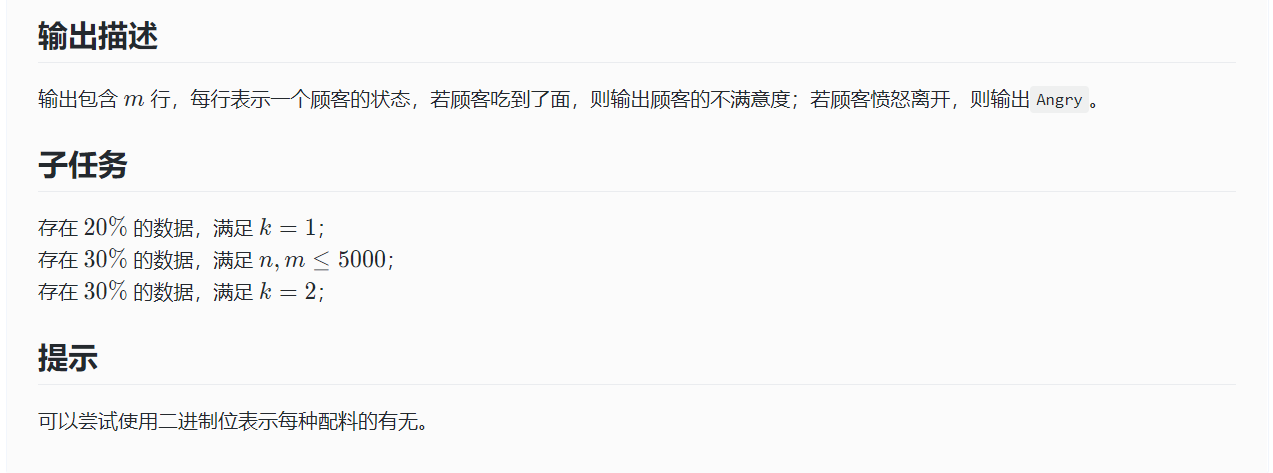 输出描述
输出包含 m 行，每行表示一个顾客的状态，若顾客吃到了面，则输出顾客的不满意度；若顾客愤怒离开，则输出Angry。
子任务
存在 20% 的数据，满足 k = 1；
存在 30% 的数据，满足 n, m ≤ 5000；
存在 30% 的数据，满足 k = 2；
提示
可以尝试使用二进制位表示每种配料的有无。